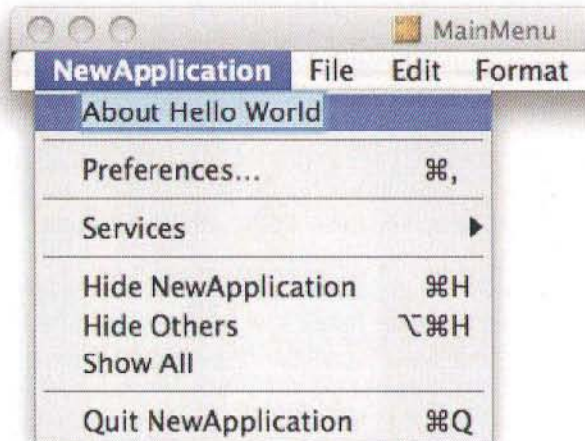 MainMenu
NewApplication File Edit Format
About Hello World
Preferences... ⌘,
Services ▶
Hide NewApplication ⌘H
Hide Others ⌥⌘H
Show All
Quit NewApplication ⌘Q